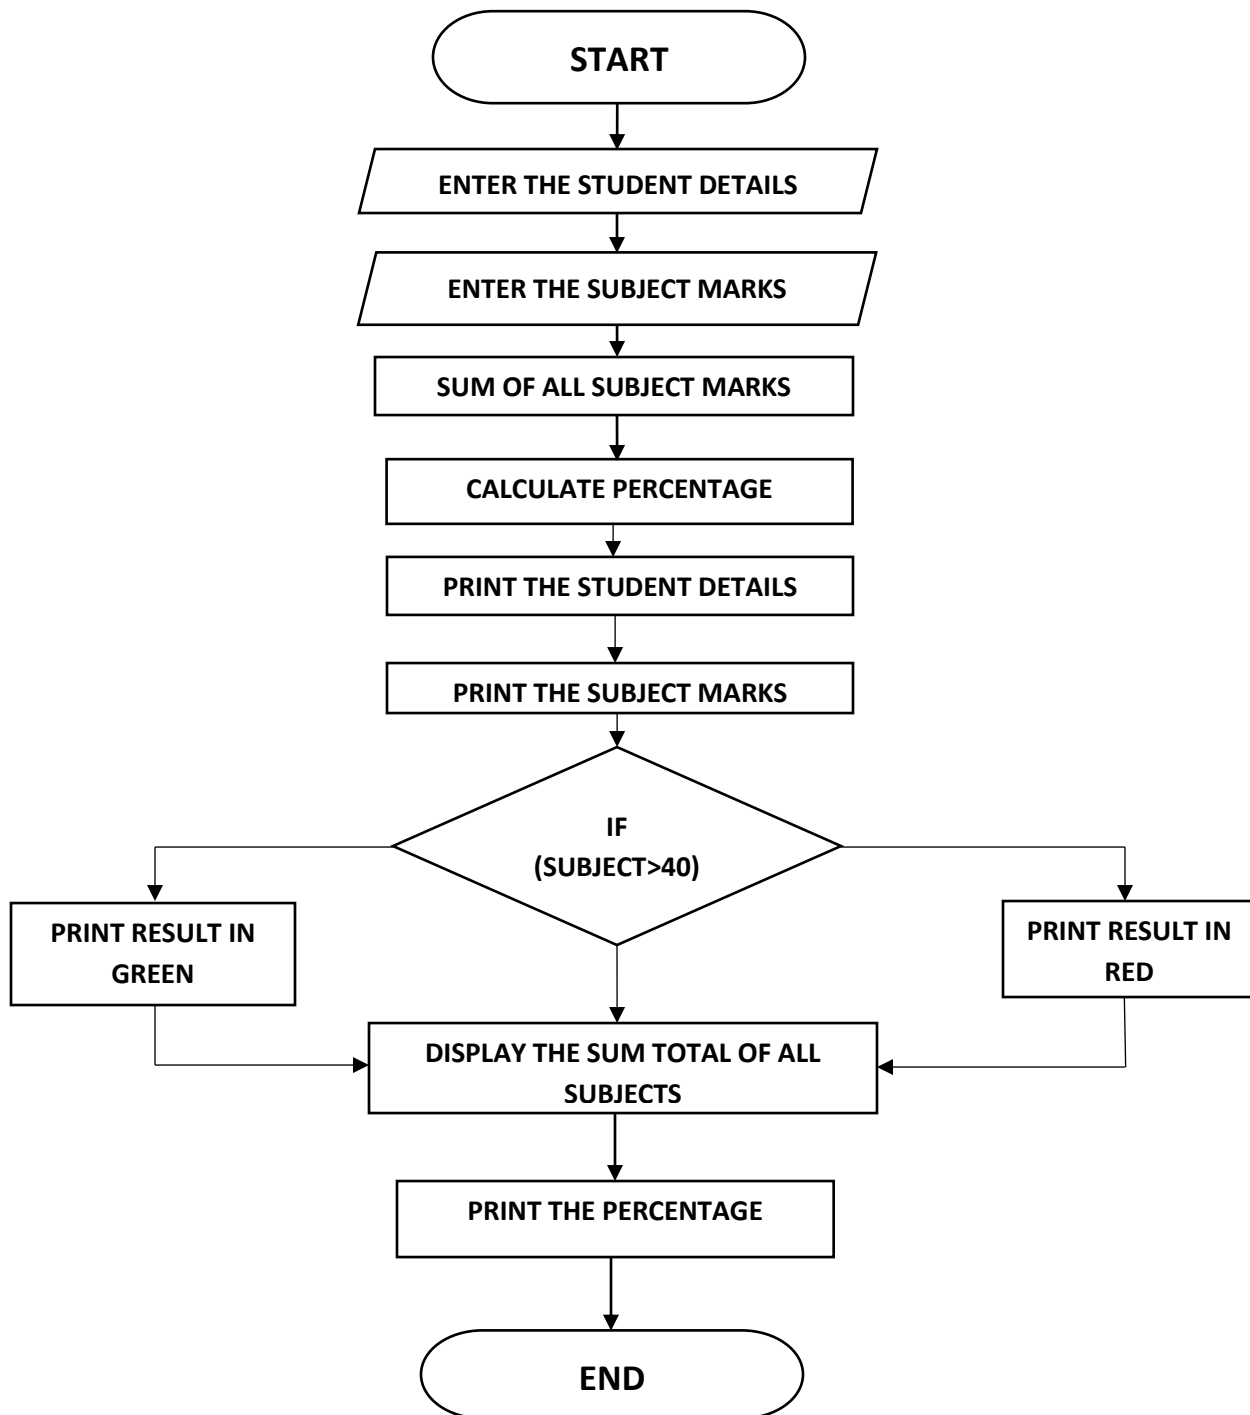 START
ENTER THE STUDENT DETAILS
ENTER THE SUBJECT MARKS
SUM OF ALL SUBJECT MARKS
CALCULATE PERCENTAGE
PRINT THE STUDENT DETAILS
PRINT THE SUBJECT MARKS
IF
(SUBJECT>40)
PRINT RESULT IN
GREEN
PRINT RESULT IN
RED
DISPLAY THE SUM TOTAL OF ALL
SUBJECTS
PRINT THE PERCENTAGE
END